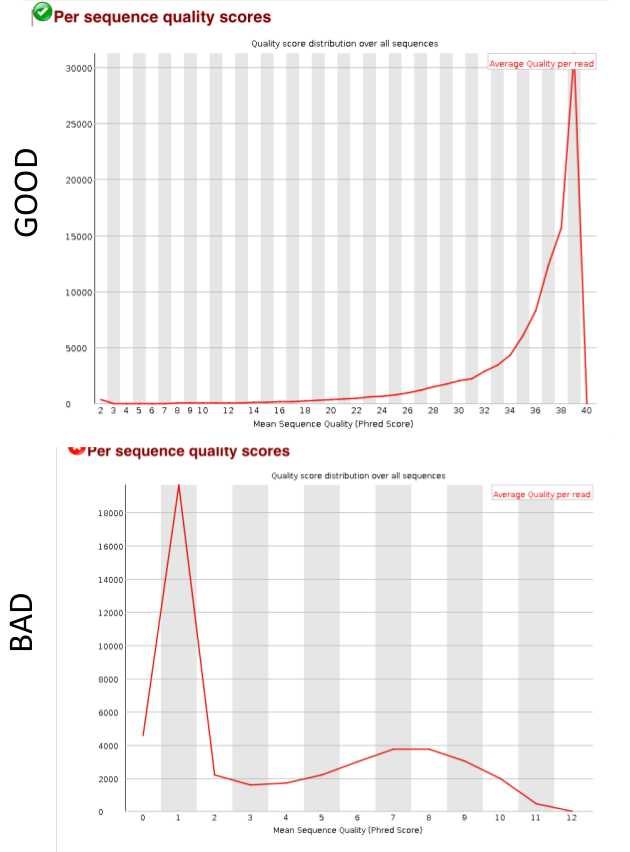 Per sequence quality scores
Quality score distribution over all sequences
Average Quality per read
30000
25000
20000
15000
10000
5000
0
2 3 4 5 6 7 8 9 10 12 14 16 18 20 22 24 26 28 30 32 34 36 38 40
Mean Sequence Quality (Phred Score)
GOOD
Per sequence quality scores
Quality score distribution over all sequences
Average Quality per read
18000
16000
14000
12000
10000
8000
6000
4000
2000
0
0 1 2 3 4 5 6 7 8 9 10 11 12
Mean Sequence Quality (Phred Score)
BAD